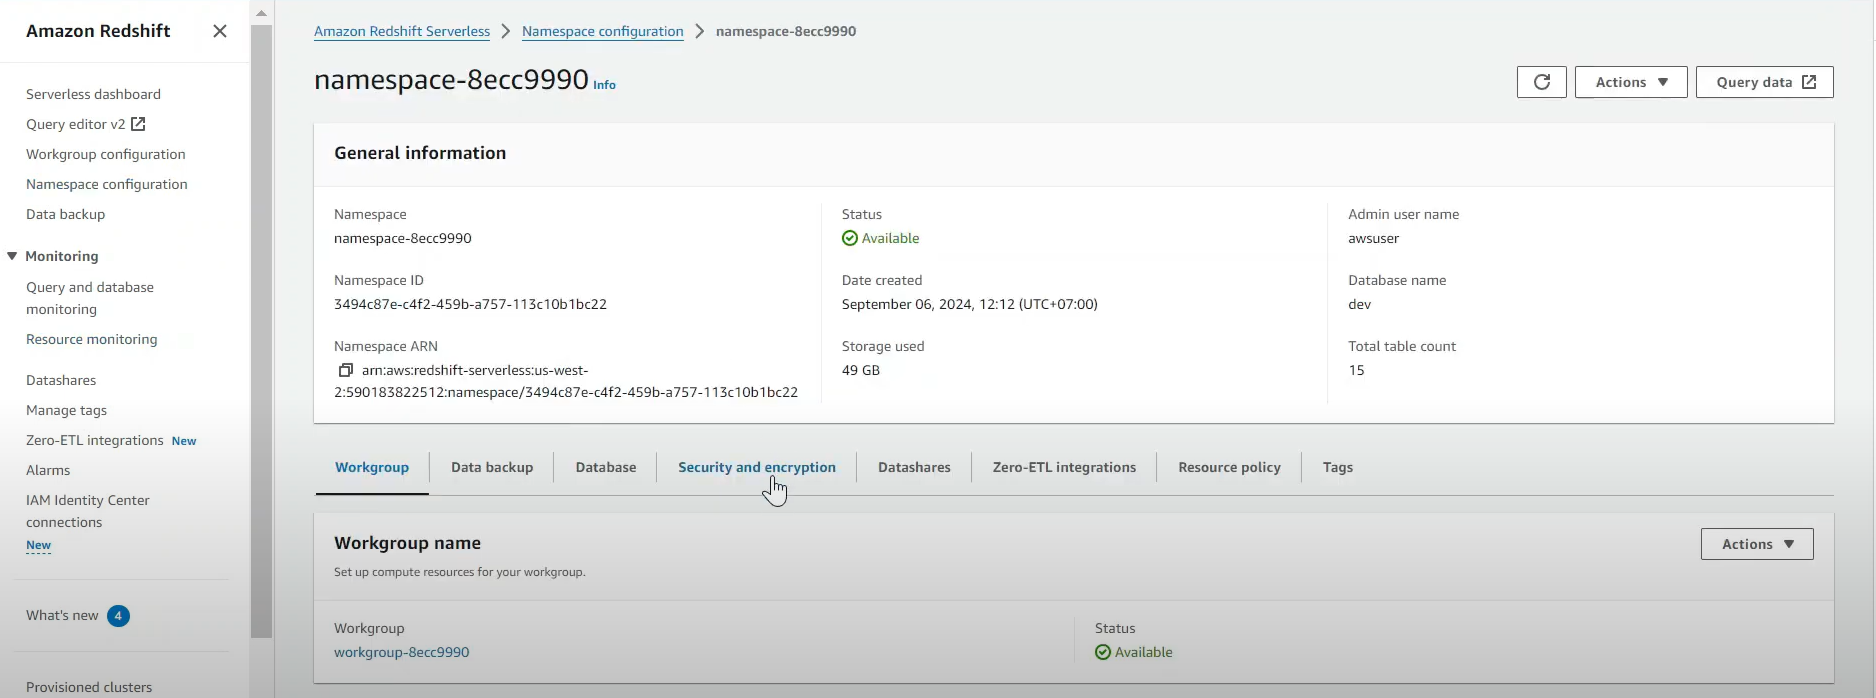 Amazon Redshift
Serverless dashboard
Query editor v2
Workgroup configuration
Namespace configuration
Data backup
Monitoring
Query and database
monitoring
Resource monitoring
Datashares
Manage tags
Zero-ETL integrations New
Alarms
IAM Identity Center
connections
New
What's new 4
Provisioned clusters
Amazon Redshift Serverless > Namespace configuration > namespace-8ecc9990
namespace-8ecc9990 Info
Actions
Query data
General information
Namespace
namespace-8ecc9990
Namespace ID
3494c87e-c4f2-459b-a757-113c10b1bc22
Namespace ARN
arn:aws:redshift-serverless:us-west-
2:590183822512:namespace/3494c87e-c4f2-459b-a757-113c10b1bc22
Status
Available
Date created
September 06, 2024, 12:12 (UTC+07:00)
Storage used
49 GB
Admin user name
awsuser
Database name
dev
Total table count
15
Workgroup Data backup Database Security and encryption Datashares Zero-ETL integrations Resource policy Tags
Workgroup name
Set up compute resources for your workgroup.
Actions
Workgroup
workgroup-8ecc9990
Status
Available